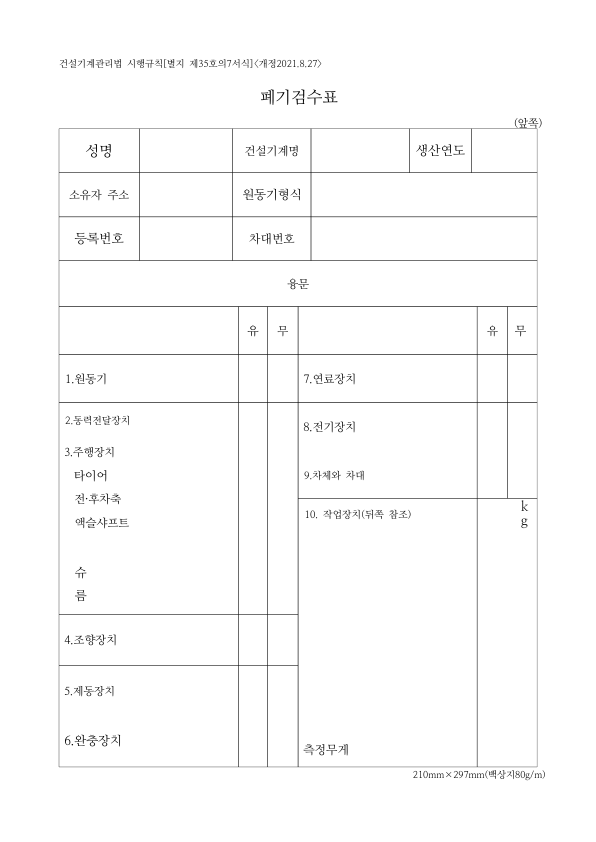 건설기계관리법 시행규칙[별지 제35호의7서식]<개정2021.8.27>
폐기검수표
(앞쪽)
성명 건설기계명 생산연도
소유자 주소 원동기형식
등록번호 차대번호
융문
유 무 유 무
1.원동기 7.연료장치
2.동력전달장치
8.전기장치
3.주행장치
타이어 9.차체와 차대
전·후차축
10. 작업장치(뒤쪽 참조) k
g
액슬샤프트
슈
름
4.조향장치
5.제동장치
6.완충장치
측정무게
210mm×297mm(백상지80g/m)